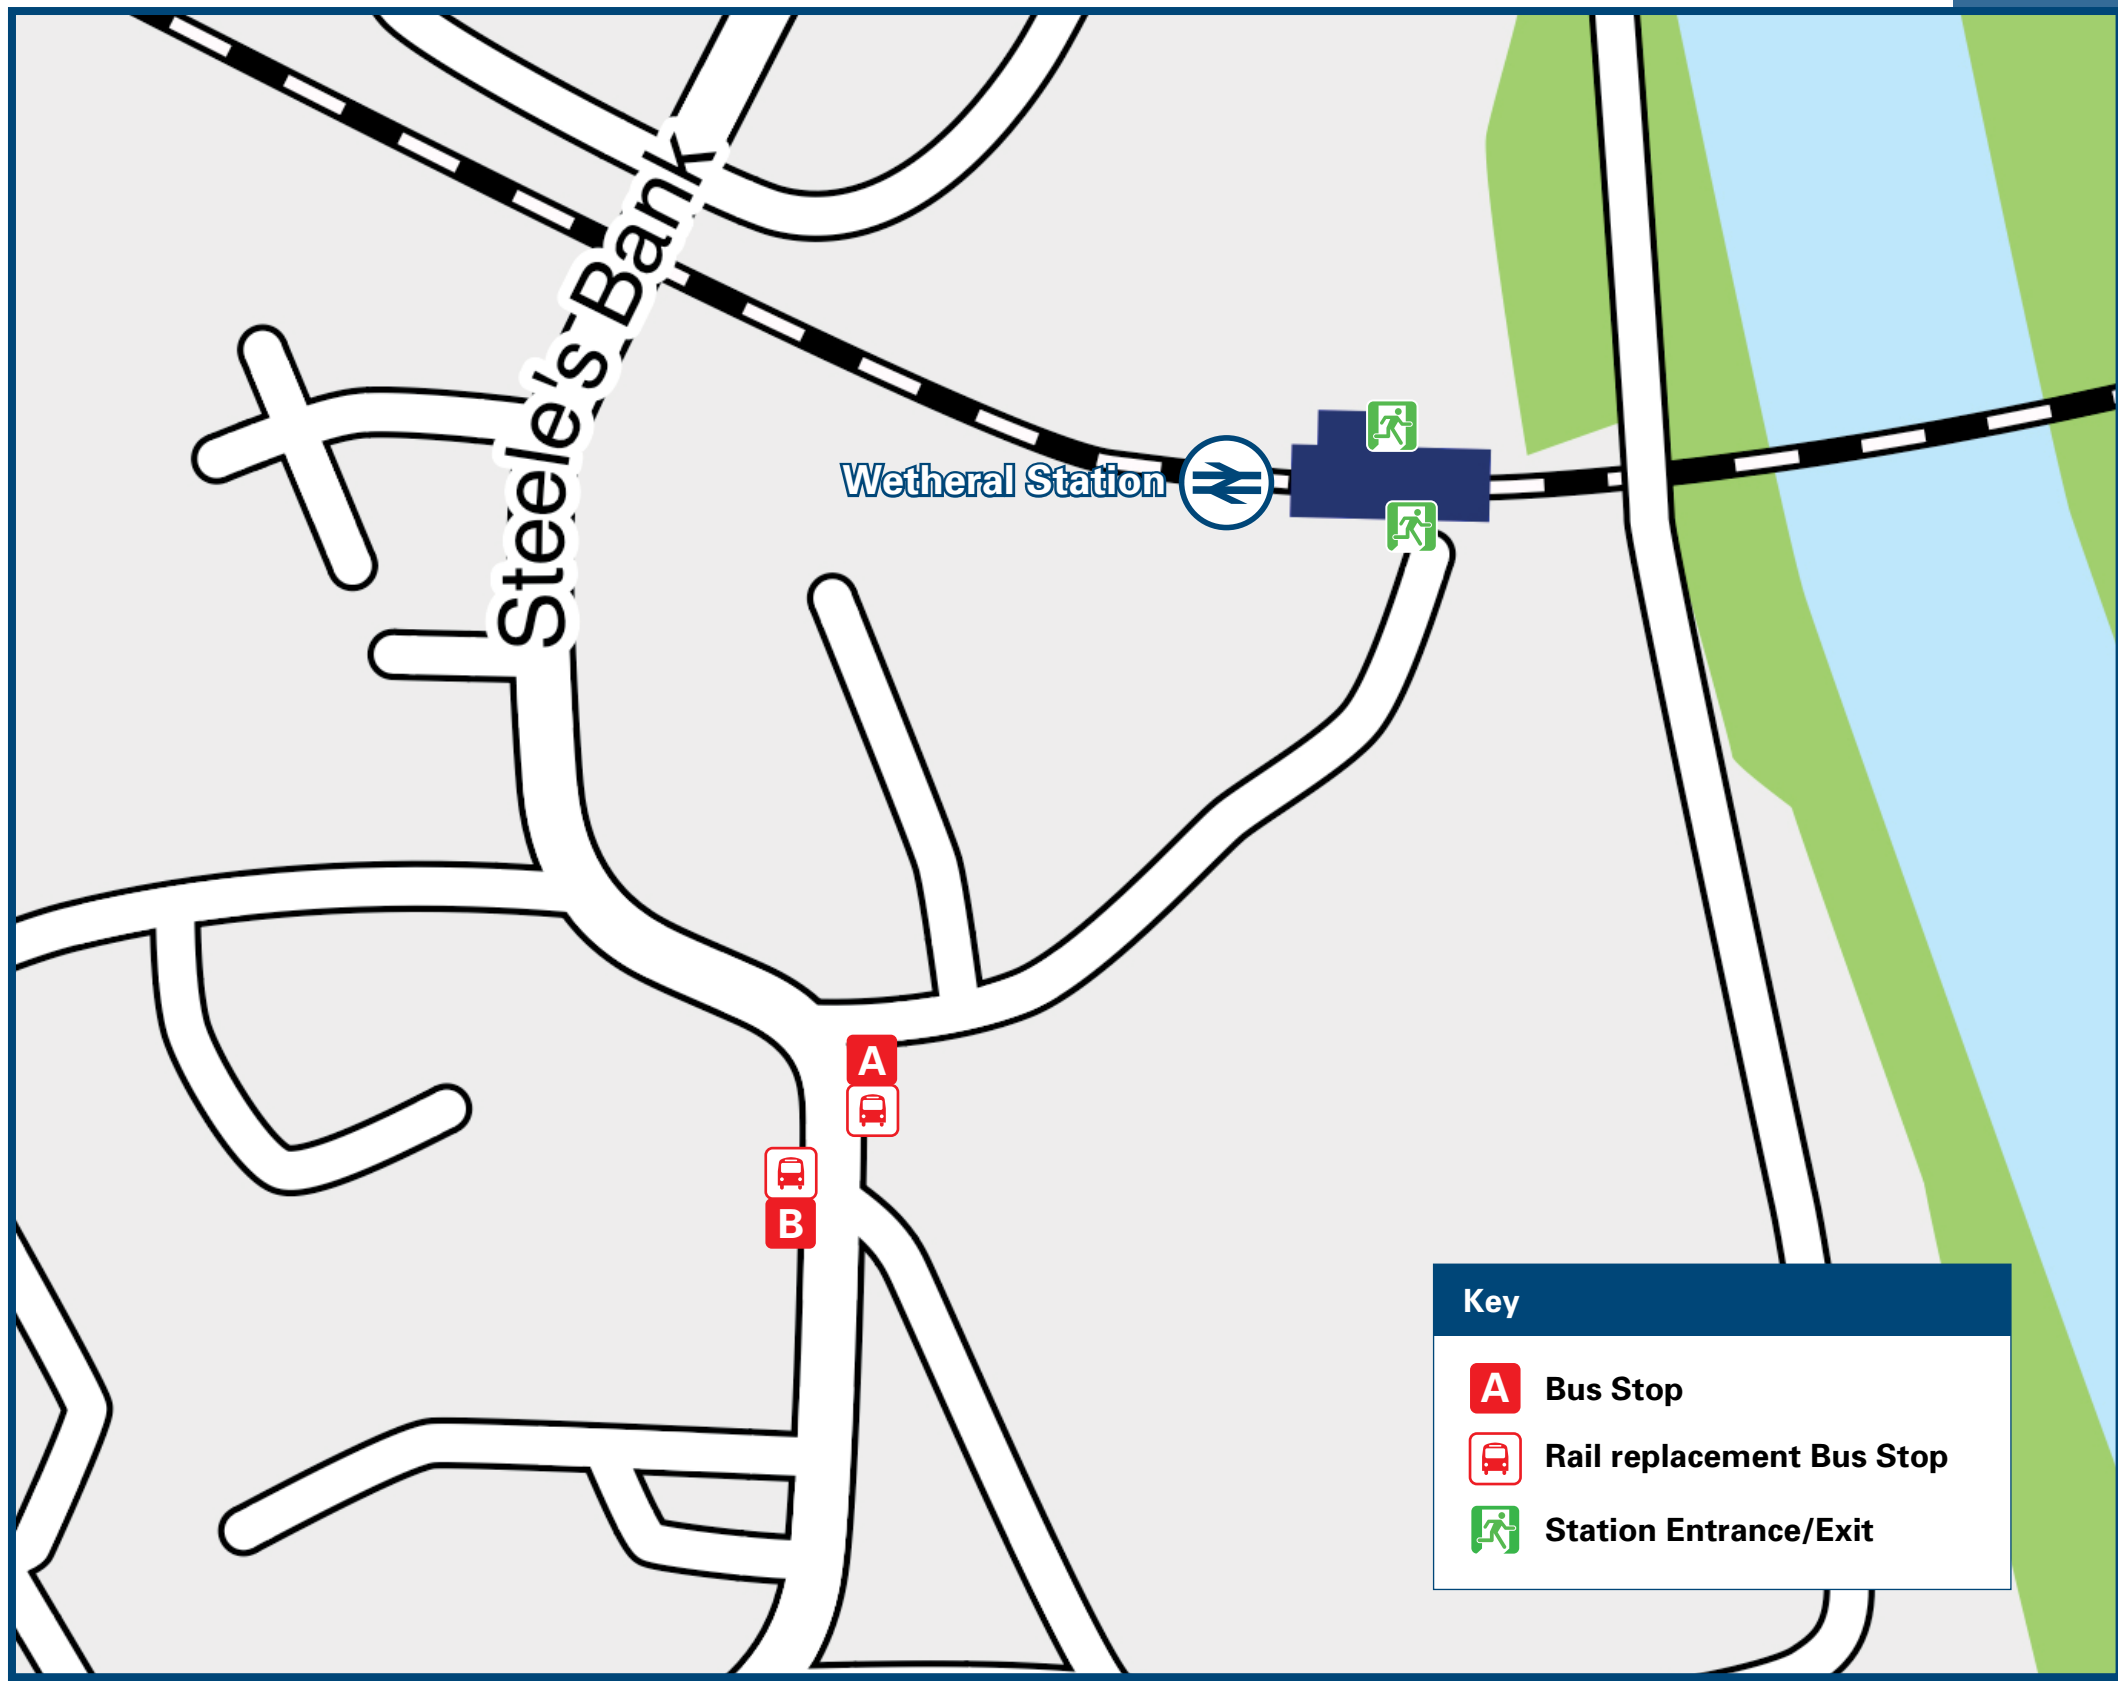 Steele's Bank
Wetheral Station
A
B
Key
A Bus Stop
Rail replacement Bus Stop
Station Entrance/Exit